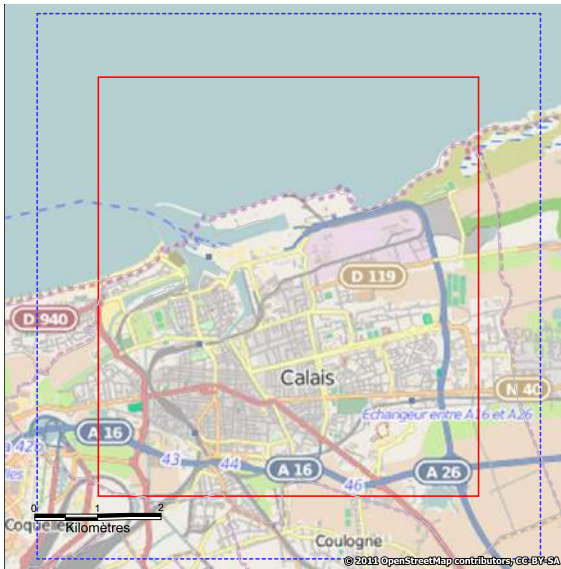 D 119
D 940
Calais
N 40
Echangeur entre A16 et A26
A 16
43
44
A 16
46
A 26
0 1 2
Kilomètres
Coulogne
© 2011 OpenStreetMap contributors, CC-BY-SA